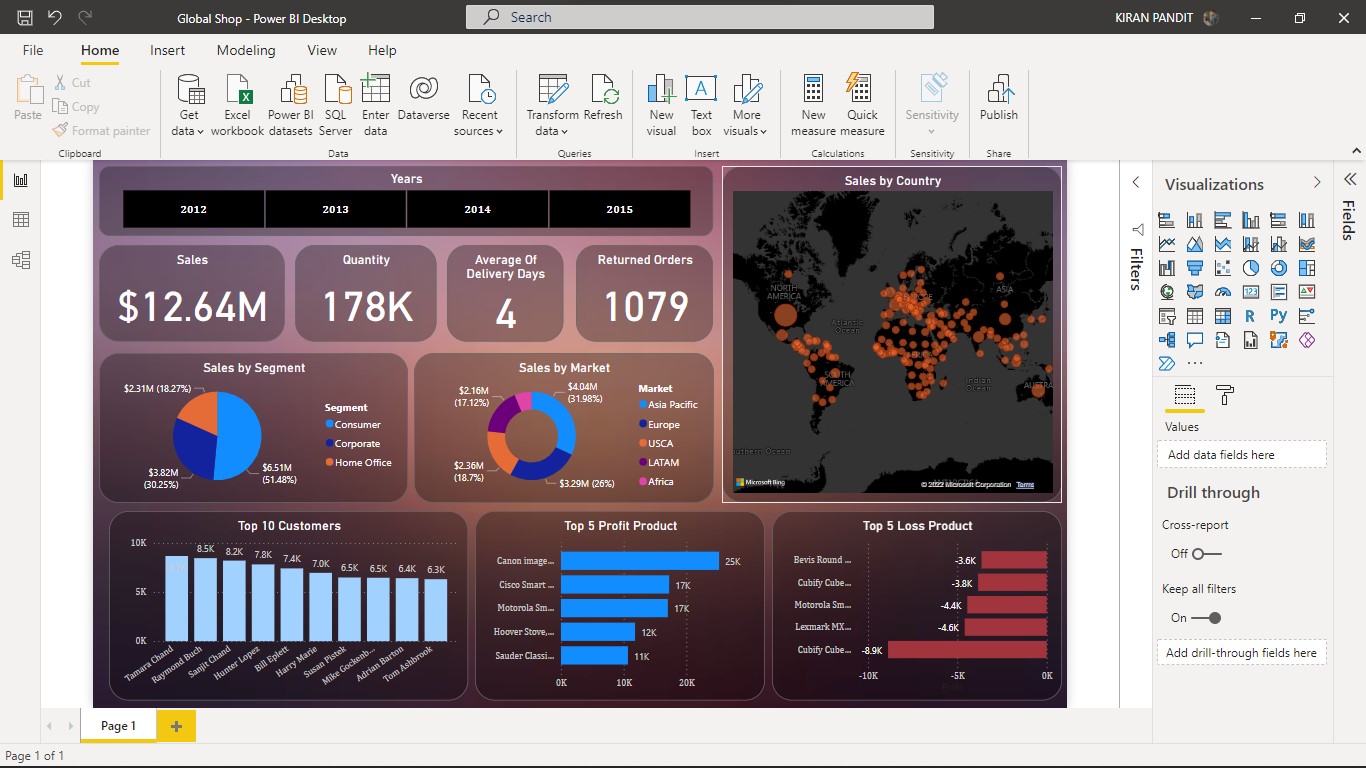 Global Shop - Power BI Desktop
Search
KIRAN PANDIT
File Home Insert Modeling View Help
Paste
Cut
Copy
Format painter
Clipboard
Get data
Excel workbook
Power BI datasets
SQL Server
Enter data
Dataverse
Recent sources
Data
Transform data
Refresh
Queries
New visual
Text box
More visuals
Insert
New measure
Quick measure
Calculations
Sensitivity
Sensitivity
Publish
Share
Years
2012 2013 2014 2015
Sales
$12.64M
Quantity
178K
Average Of
Delivery Days
4
Returned Orders
1079
Sales by Country
NORTH
AMERICA
EUROPE
ASIA
Atlantic
Ocean
AFRICA
SOUTH
AMERICA
Indian
Ocean
AUSTRA
outhern Ocean
Microsoft Bing
© 2022 Microsoft Corporation Terms
Sales by Segment
$2.31M (18.27%)
$3.82M
(30.25%)
$6.51M
(51.48%)
Segment
Consumer
Corporate
Home Office
Sales by Market
$2.16M
(17.12%)
$4.04M
(31.98%)
$2.36M
(18.7%)
$3.29M (26%)
Market
Asia Pacific
Europe
USCA
LATAM
Africa
Top 10 Customers
10K
5K
0K
8.5K 8.2K 7.8K 7.4K 7.0K 6.5K 6.5K 6.4K 6.3K
Tamara Chand
Raymond Buch
Sanjit Chand
Hunter Lopez
Bill Eplett
Harry Marie
Susan Pistek
Mike Gockenb...
Adrian Barton
Tom Ashbrook
Top 5 Profit Product
Canon image... 25K
Cisco Smart ... 17K
Motorola Sm... 17K
Hoover Stove,... 12K
Sauder Classi... 11K
0K 10K 20K
Top 5 Loss Product
Bevis Round ... -3.6K
Cubify Cube... -3.8K
Motorola Sm... -4.4K
Lexmark MX... -4.6K
Cubify Cube... -8.9K
-10K -5K 0K
Filters
Visualizations
R Py
123
Values
Add data fields here
Drill through
Cross-report
Off
Keep all filters
On
Add drill-through fields here
Fields
Page 1
Page 1 of 1